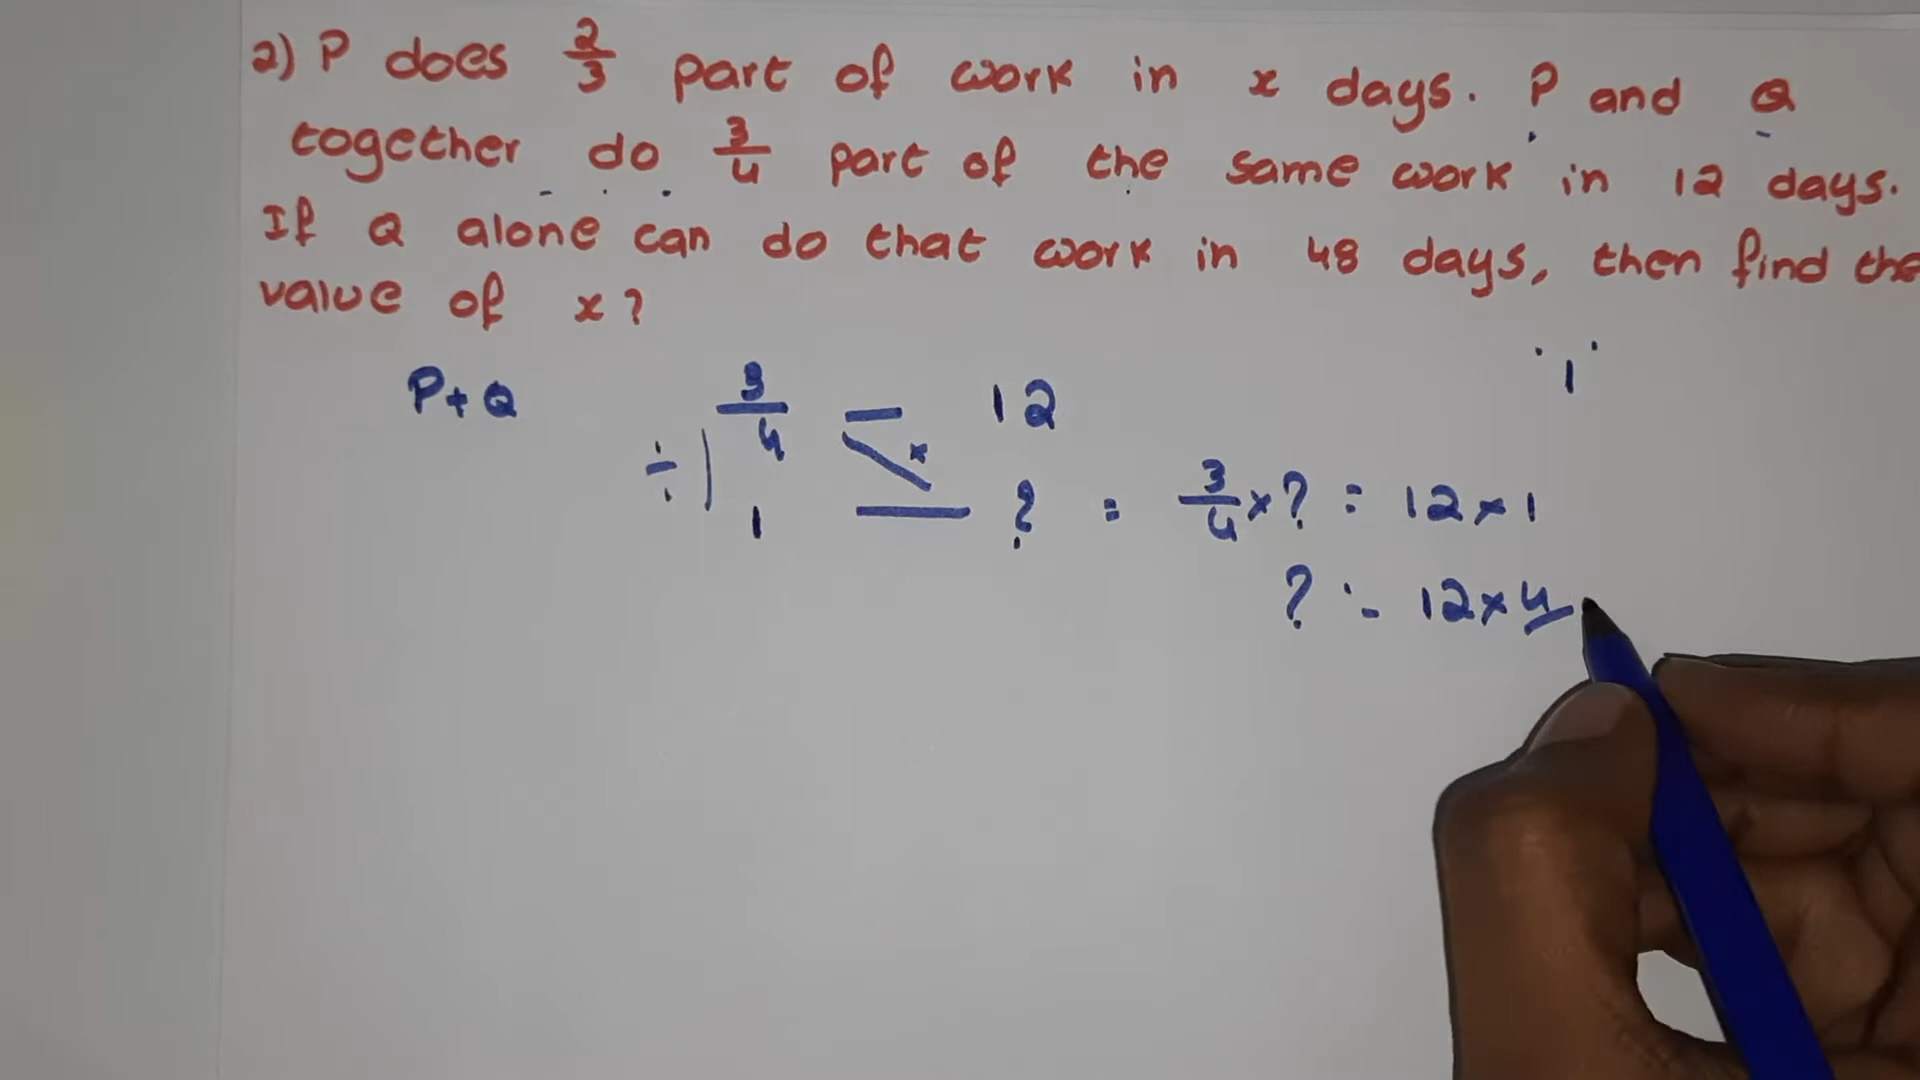 2) P does 2/3 part of work in x days. P and Q
together do 3/4 part of the same work in 12 days.
If Q alone can do that work in 48 days, then find the
value of x?
P+Q 3/4 — 12
÷| 1 — ? = 3/4 × ? = 12 × 1
? = 12 × 4